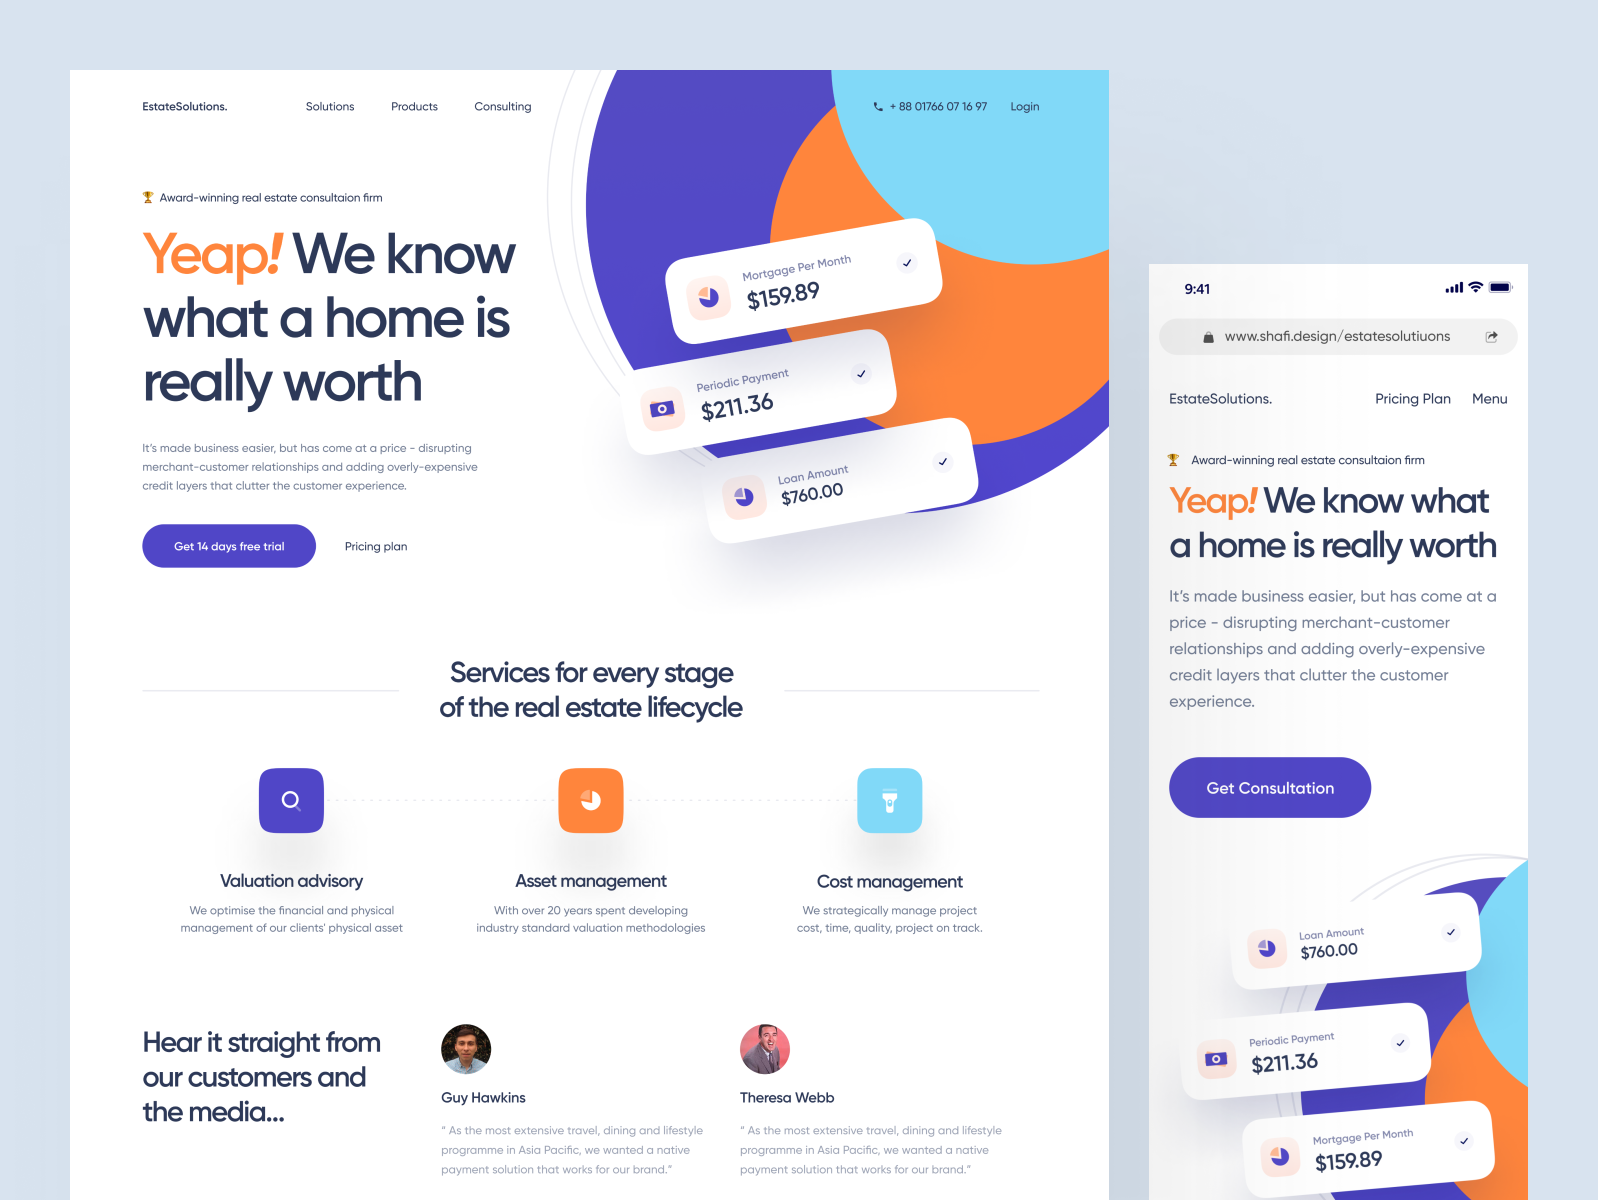 EstateSolutions.
Solutions
Products
Consulting
+ 88 01766 07 16 97
Login
Award-winning real estate consultaion firm
Yeap! We know
what a home is
really worth
It's made business easier, but has come at a price - disrupting
merchant-customer relationships and adding overly-expensive
credit layers that clutter the customer experience.
Get 14 days free trial
Pricing plan
Mortgage Per Month
$159.89
Periodic Payment
$211.36
Loan Amount
$760.00
Services for every stage
of the real estate lifecycle
Valuation advisory
We optimise the financial and physical
management of our clients' physical asset
Asset management
With over 20 years spent developing
industry standard valuation methodologies
Cost management
We strategically manage project
cost, time, quality, project on track.
Hear it straight from
our customers and
the media...
Guy Hawkins
" As the most extensive travel, dining and lifestyle
programme in Asia Pacific, we wanted a native
payment solution that works for our brand."
Theresa Webb
" As the most extensive travel, dining and lifestyle
programme in Asia Pacific, we wanted a native
payment solution that works for our brand."
9:41
www.shafi.design/estatesolutiuons
EstateSolutions.
Pricing Plan
Menu
Award-winning real estate consultaion firm
Yeap! We know what
a home is really worth
It's made business easier, but has come at a
price - disrupting merchant-customer
relationships and adding overly-expensive
credit layers that clutter the customer
experience.
Get Consultation
Loan Amount
$760.00
Periodic Payment
$211.36
Mortgage Per Month
$159.89